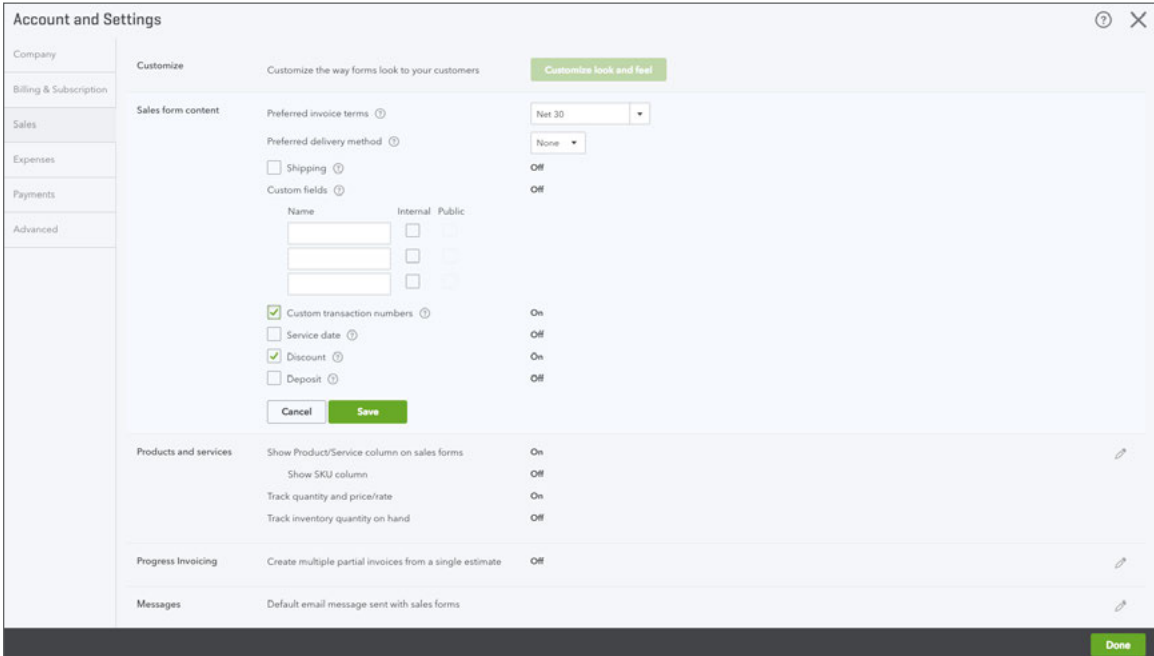 Account and Settings
Company
Billing & Subscription
Sales
Expenses
Payments
Advanced
Customize
Customize the way forms look to your customers
Customize look and feel
Sales form content
Preferred invoice terms
Net 30
Preferred delivery method
None
Shipping
Off
Custom fields
Off
Name Internal Public
Custom transaction numbers
On
Service date
Off
Discount
On
Deposit
Off
Cancel
Save
Products and services
Show Product/Service column on sales forms
On
Show SKU column
Off
Track quantity and price/rate
On
Track inventory quantity on hand
Off
Progress Invoicing
Create multiple partial invoices from a single estimate
Off
Messages
Default email message sent with sales forms
Done